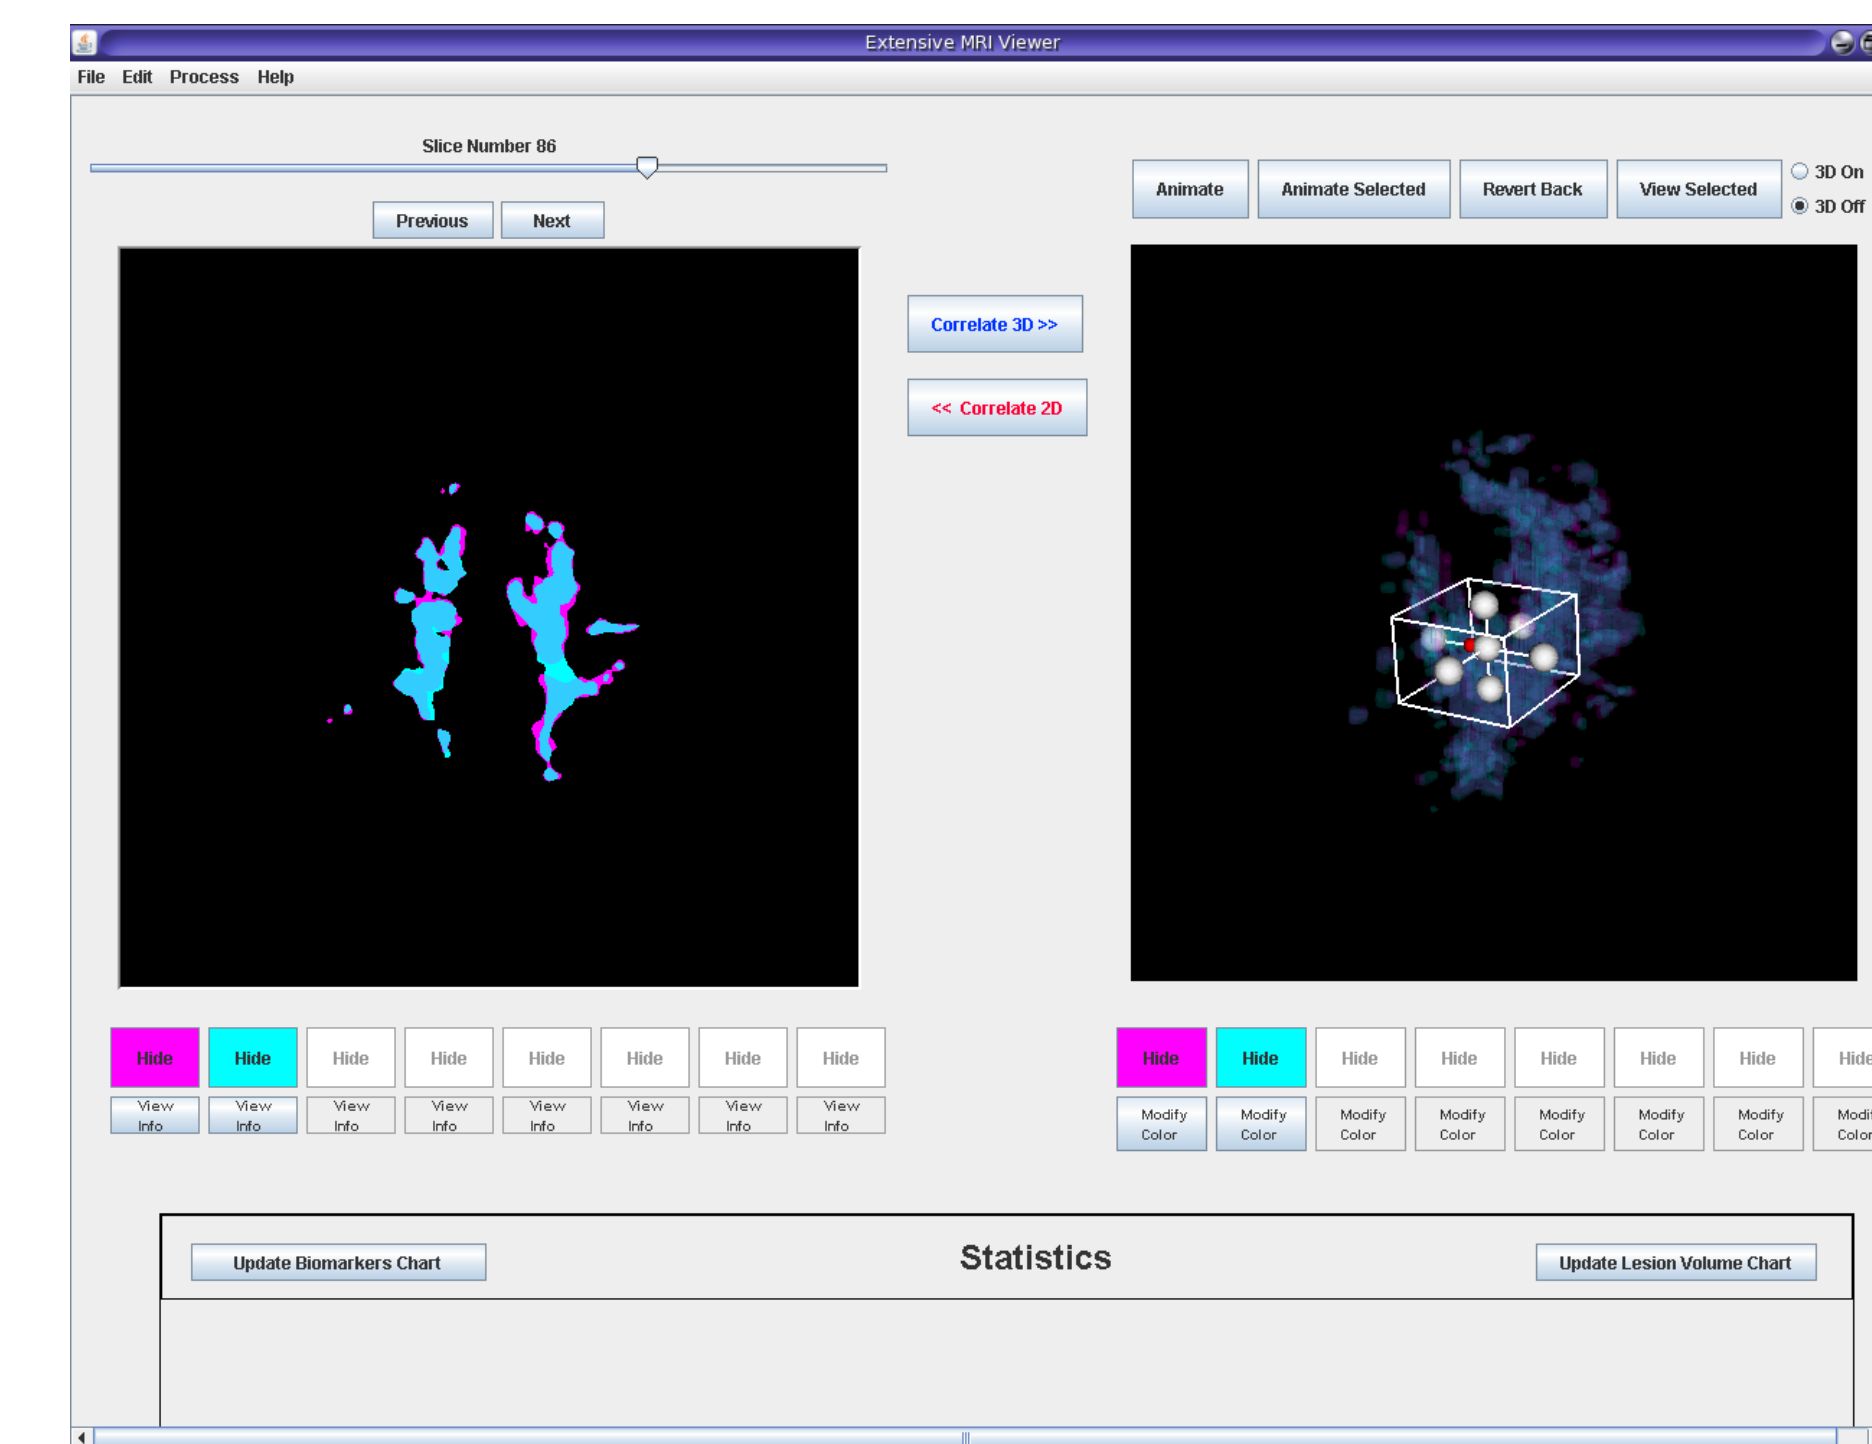 Extensive MRI Viewer
File Edit Process Help
Slice Number 86
Previous Next
Animate Animate Selected Revert Back View Selected
3D On
3D Off
Correlate 3D >>
<< Correlate 2D
Hide Hide Hide Hide Hide Hide Hide Hide
View Info View Info View Info View Info View Info View Info View Info View Info
Hide Hide Hide Hide Hide Hide Hide Hide
Modify Color Modify Color Modify Color Modify Color Modify Color Modify Color Modify Color Modif Color
Update Biomarkers Chart
Statistics
Update Lesion Volume Chart